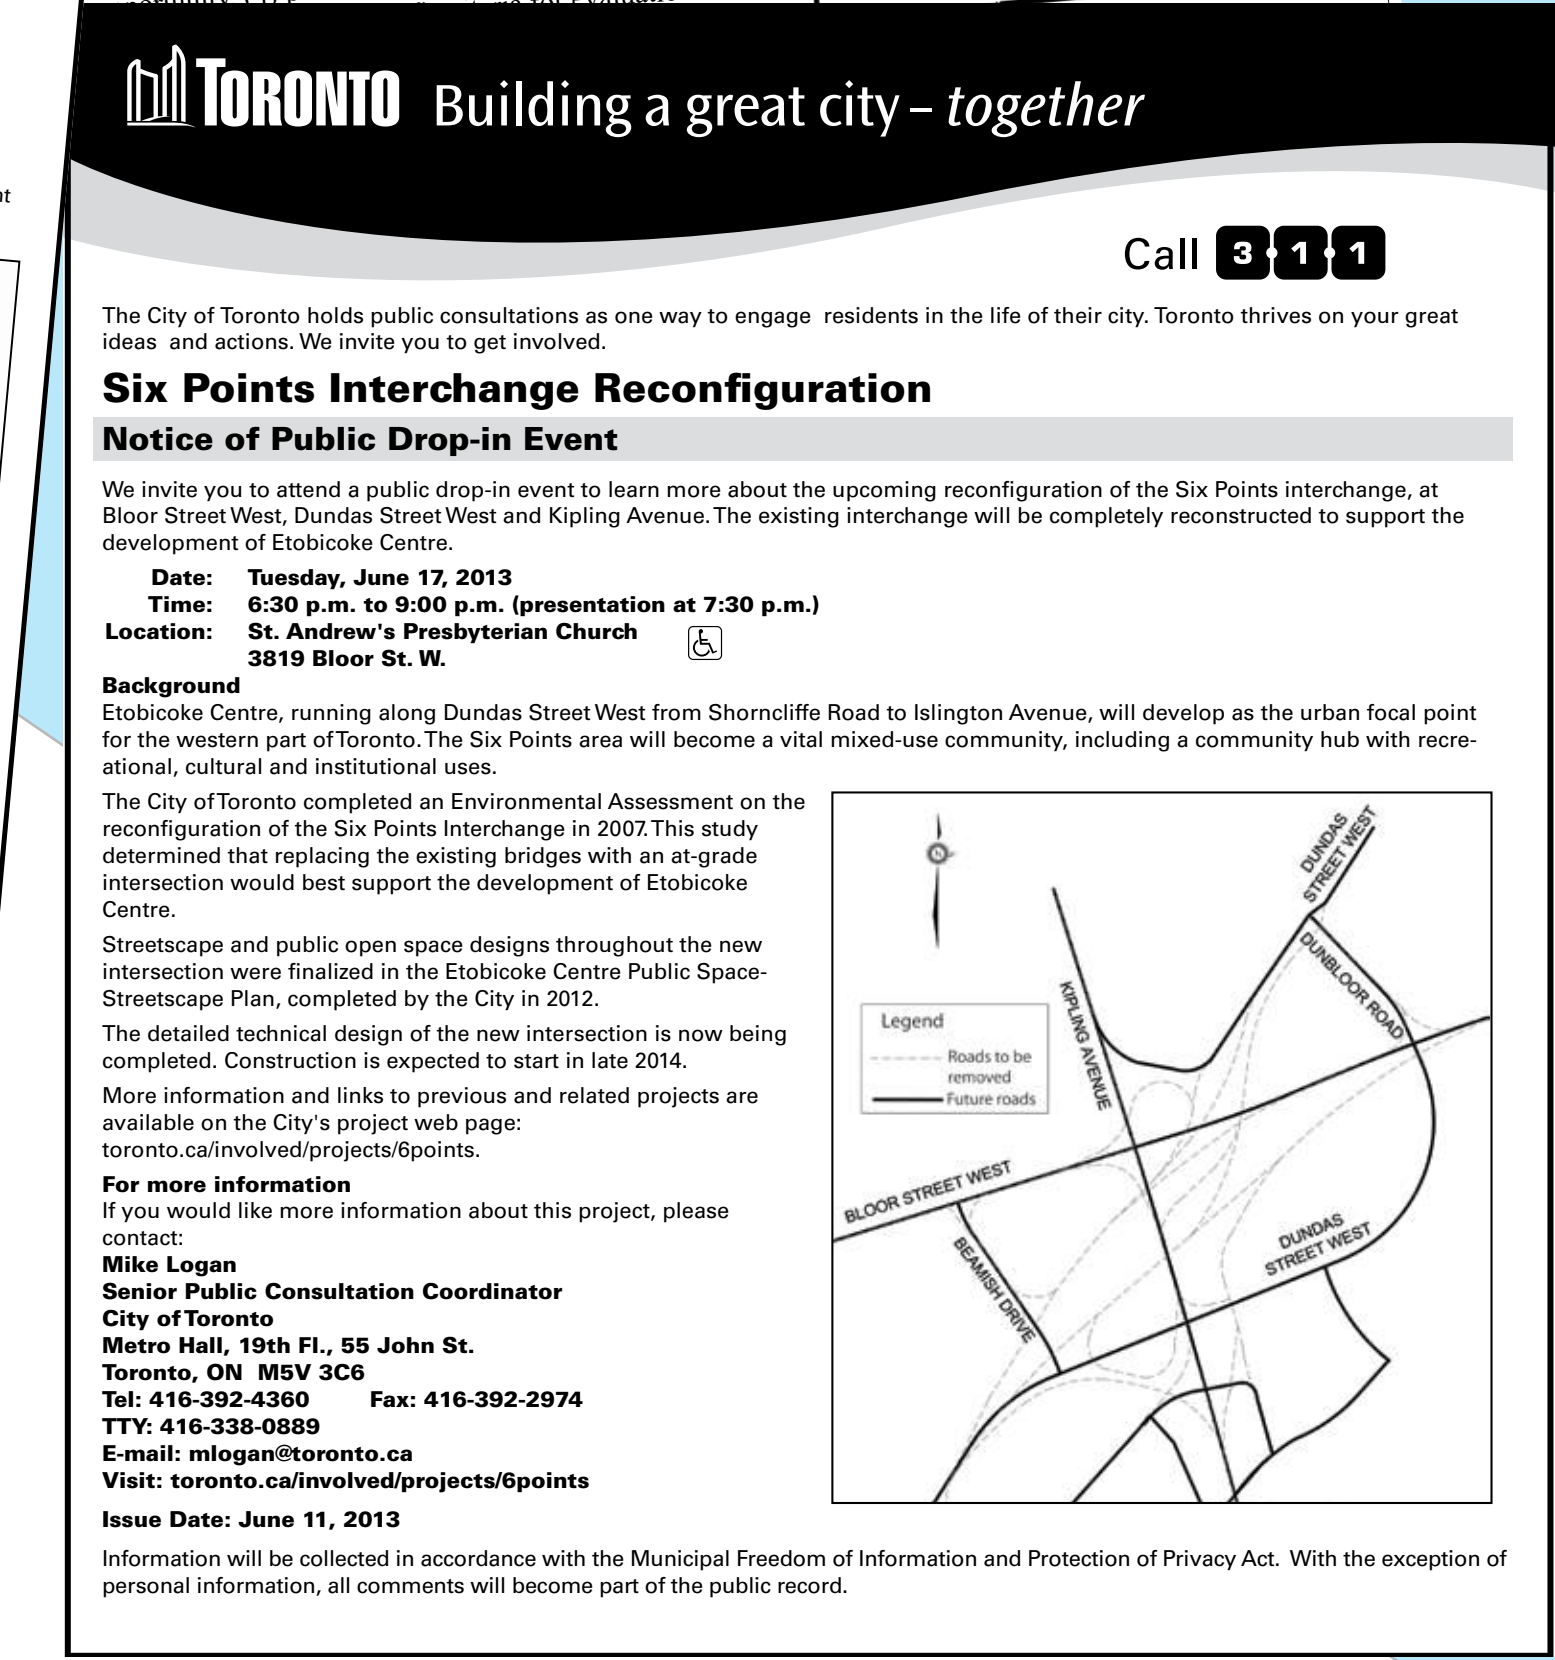 nt
TORONTO Building a great city – together
Call 3 1 1
The City of Toronto holds public consultations as one way to engage residents in the life of their city. Toronto thrives on your great
ideas and actions. We invite you to get involved.
Six Points Interchange Reconfiguration
Notice of Public Drop-in Event
We invite you to attend a public drop-in event to learn more about the upcoming reconfiguration of the Six Points interchange, at
Bloor Street West, Dundas Street West and Kipling Avenue. The existing interchange will be completely reconstructed to support the
development of Etobicoke Centre.
Date: Tuesday, June 17, 2013
Time: 6:30 p.m. to 9:00 p.m. (presentation at 7:30 p.m.)
Location: St. Andrew's Presbyterian Church
3819 Bloor St. W.
Background
Etobicoke Centre, running along Dundas Street West from Shorncliffe Road to Islington Avenue, will develop as the urban focal point
for the western part of Toronto. The Six Points area will become a vital mixed-use community, including a community hub with recre-
ational, cultural and institutional uses.
The City of Toronto completed an Environmental Assessment on the
reconfiguration of the Six Points Interchange in 2007. This study
determined that replacing the existing bridges with an at-grade
intersection would best support the development of Etobicoke
Centre.
Streetscape and public open space designs throughout the new
intersection were finalized in the Etobicoke Centre Public Space-
Streetscape Plan, completed by the City in 2012.
The detailed technical design of the new intersection is now being
completed. Construction is expected to start in late 2014.
More information and links to previous and related projects are
available on the City's project web page:
toronto.ca/involved/projects/6points.
For more information
If you would like more information about this project, please
contact:
Mike Logan
Senior Public Consultation Coordinator
City of Toronto
Metro Hall, 19th Fl., 55 John St.
Toronto, ON M5V 3C6
Tel: 416-392-4360 Fax: 416-392-2974
TTY: 416-338-0889
E-mail: mlogan@toronto.ca
Visit: toronto.ca/involved/projects/6points
Issue Date: June 11, 2013
DUNDAS
STREET WEST
DUNBLOOR ROAD
KIPLING AVENUE
Legend
Roads to be
removed
Future roads
BLOOR STREET WEST
BEAMISH DRIVE
DUNDAS
STREET WEST
Information will be collected in accordance with the Municipal Freedom of Information and Protection of Privacy Act. With the exception of
personal information, all comments will become part of the public record.